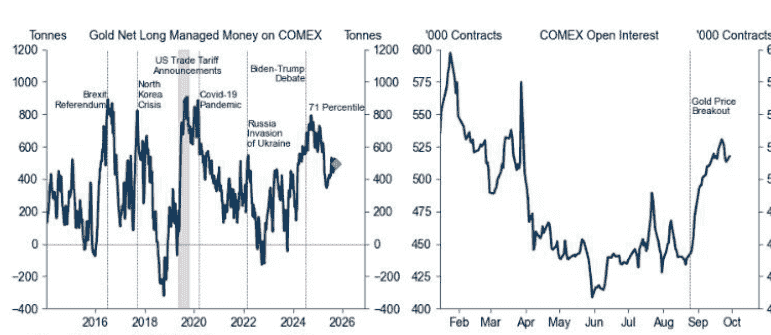 Tonnes Gold Net Long Managed Money on COMEX Tonnes
1200 1200
1000 1000
800 800
600 600
400 400
200 200
0 0
−200 −200
−400 −400
2016 2018 2020 2022 2024 2026
US Trade Tariff
Announcements
Biden-Trump
Debate
Brexit
Referendum
North
Korea
Crisis
Covid-19
Pandemic
71 Percentile
Russia
Invasion
of Ukraine
'000 Contracts COMEX Open Interest '000 Contracts
600
575
550
525
500
475
450
425
400
Gold Price
Breakout
Feb Mar Apr May Jun Jul Aug Sep Oct